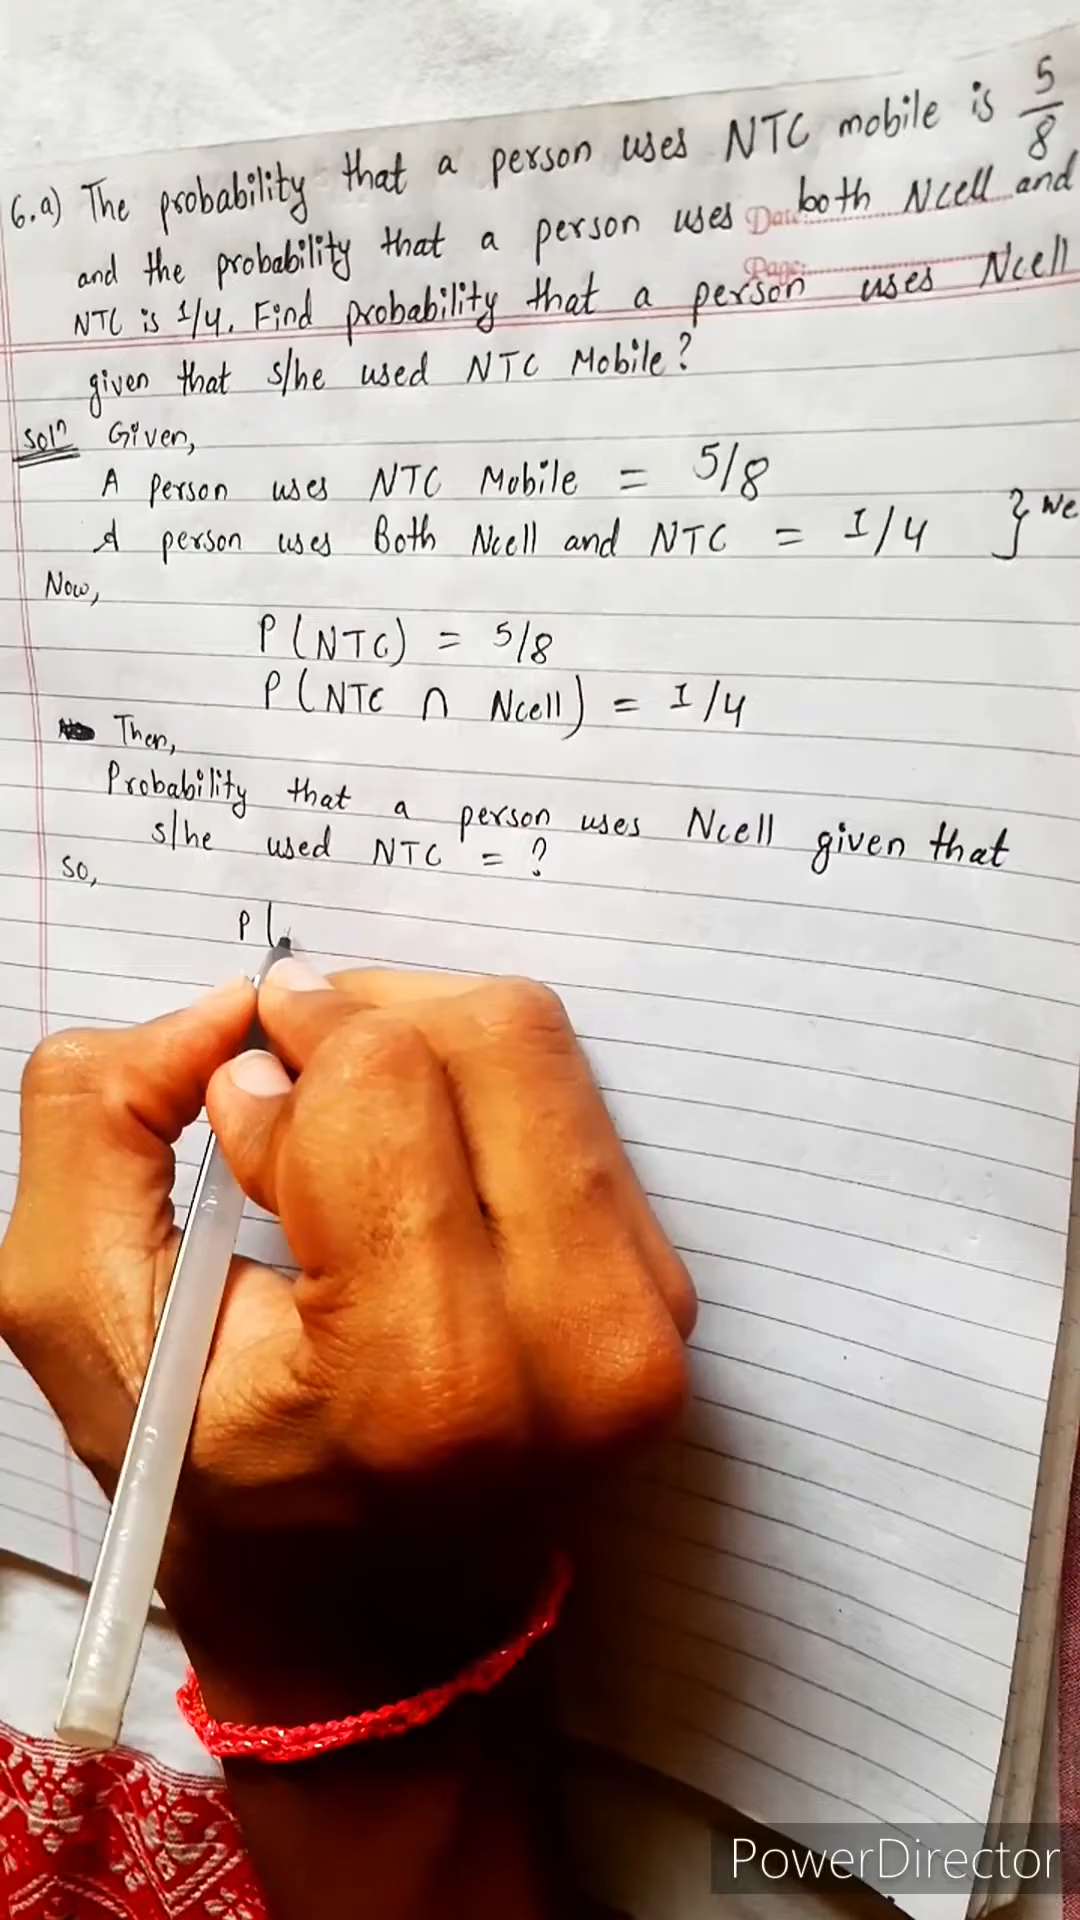 6.a) The probability that a person uses NTC mobile is 5/8
and the probability that a person uses both Ncell and
Date:
Page:
NTC is 1/4. Find probability that a person uses Ncell
given that s/he used NTC Mobile?
Solⁿ Given,
A person uses NTC Mobile = 5/8
A person uses Both Ncell and NTC = 1/4 } We
Now,
P(NTC) = 5/8
P(NTC ∩ Ncell) = 1/4
Then,
Probability that a person uses Ncell given that
s/he used NTC = ?
So,
P(
PowerDirector